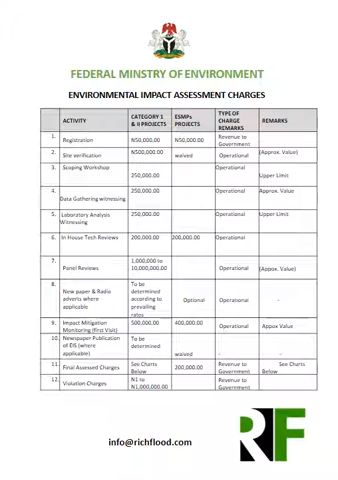 FEDERAL MINSTRY OF ENVIRONMENT
ENVIRONMENTAL IMPACT ASSESSMENT CHARGES
ACTIVITY CATEGORY 1 & II PROJECTS ESMPs PROJECTS TYPE OF CHARGE REMARKS REMARKS
1. Registration N50,000.00 N50,000.00 Revenue to Government
2. Site verification N500,000.00 waived Operational (Approx. Value)
3. Scoping Workshop 250,000.00 Operational Upper Limit
4. Data Gathering witnessing 250,000.00 Operational Approx. Value
5. Laboratory Analysis Witnessing 250,000.00 Operational Upper Limit
6. In House Tech Reviews 200,000.00 200,000.00 Operational
7. Panel Reviews 1,000,000 to 10,000,000.00 Operational (Appox. Value)
8. New paper & Radio adverts where applicable To be determined according to prevailing rates Optional Operational -
9. Impact Mitigation Monitoring (first Visit) 500,000.00 400,000.00 Operational Appox Value
10. Newspaper Publication of EIS (where applicable) To be determined waived - -
11. Final Assessed Charges See Charts Below 200,000.00 Revenue to Government See Charts Below
12. Violation Charges N1 to N1,000,000.00 Revenue to Government
RF
info@richflood.com